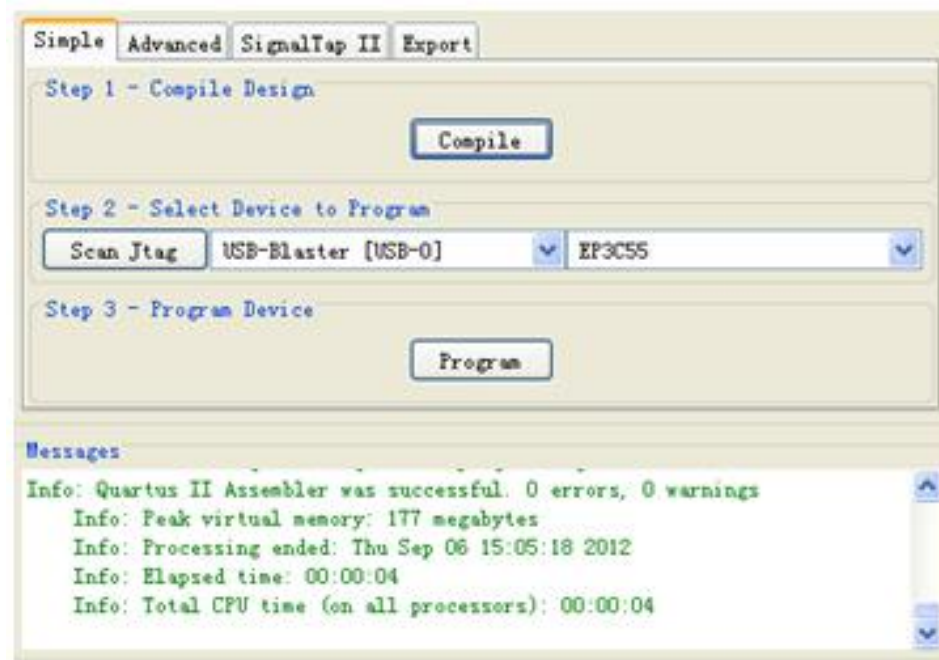 Simple Advanced SignalTap II Export
Step 1 - Compile Design
Compile
Step 2 - Select Device to Program
Scan Jtag USB-Blaster [USB-0] EP3C55
Step 3 - Program Device
Program
Messages
Info: Quartus II Assembler was successful. 0 errors, 0 warnings
Info: Peak virtual memory: 177 megabytes
Info: Processing ended: Thu Sep 06 15:05:18 2012
Info: Elapsed time: 00:00:04
Info: Total CPU time (on all processors): 00:00:04